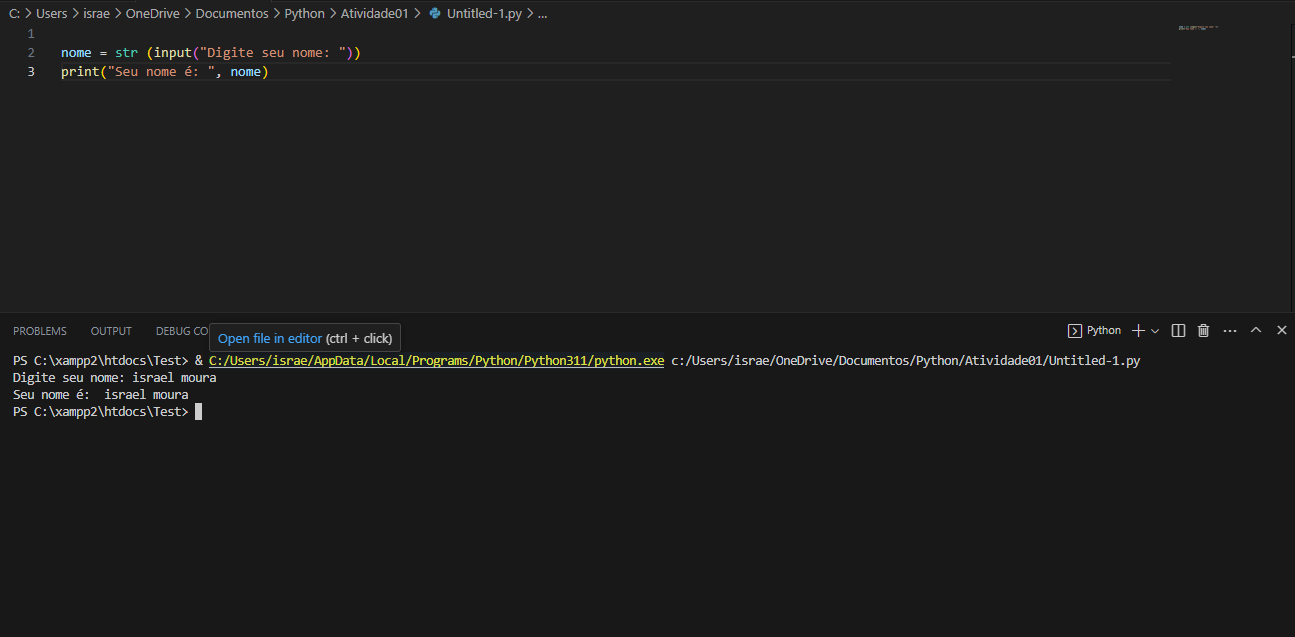 C: > Users > israe > OneDrive > Documentos > Python > Atividade01 > Untitled-1.py > ...
1
2 nome = str (input("Digite seu nome: "))
3 print("Seu nome é: ", nome)
PROBLEMS OUTPUT DEBUG CO Python
Open file in editor (ctrl + click)
PS C:\xampp2\htdocs\Test> & C:/Users/israe/AppData/Local/Programs/Python/Python311/python.exe c:/Users/israe/OneDrive/Documentos/Python/Atividade01/Untitled-1.py
Digite seu nome: israel moura
Seu nome é:  israel moura
PS C:\xampp2\htdocs\Test>